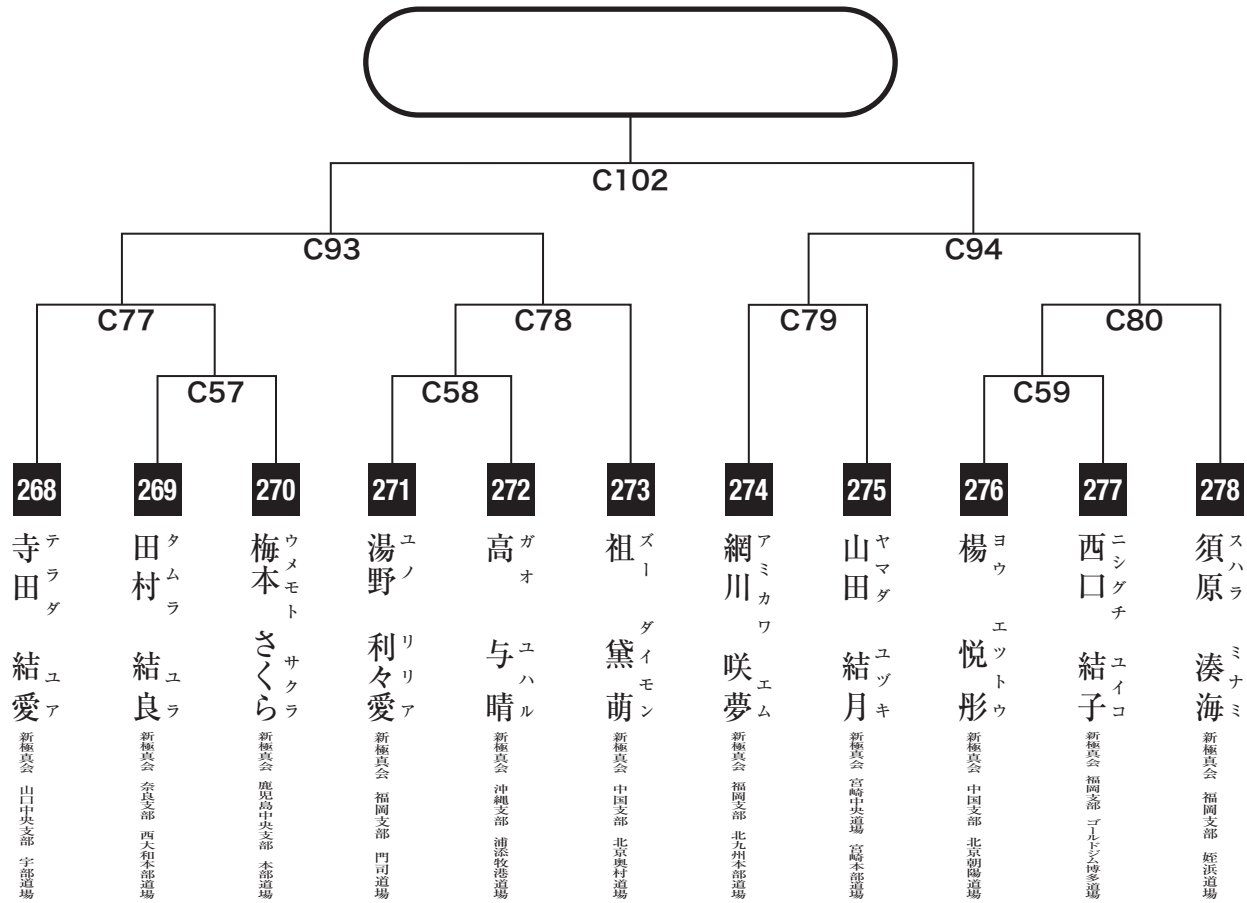 C102
C93
C94
C77
C78
C79
C80
C57
C58
C59
268
269
270
271
272
273
274
275
276
277
278
寺田 結愛
テラダ ユア
新極真会 山口中央支部 宇部道場
田村 結良
タムラ ユラ
新極真会 奈良支部 西大和本部道場
梅本 さくら
ウメモト サクラ
新極真会 鹿児島中央支部 本部道場
湯野 利々愛
ユノ リリア
新極真会 福岡支部 門司道場
高 与晴
ガオ ユハル
新極真会 沖縄支部 浦添牧港道場
祖 黛萌
ズー ダイモン
新極真会 中国支部 北京奥村道場
網川 咲夢
アミカワ エム
新極真会 福岡支部 北九州本部道場
山田 結月
ヤマダ ユヅキ
新極真会 宮崎中央道場 宮崎本部道場
楊 悦彤
ヨウ エットウ
新極真会 中国支部 北京朝陽道場
西口 結子
ニシグチ ユイコ
新極真会 福岡支部 ゴールドジム博多道場
須原 湊海
スハラ ミナミ
新極真会 福岡支部 姪浜道場